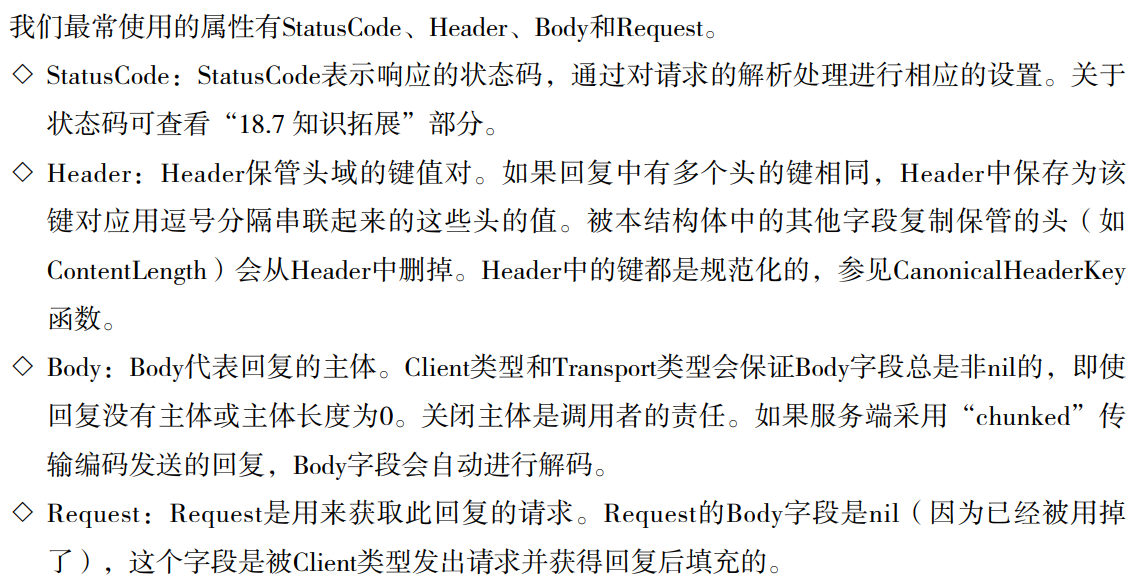 我们最常使用的属性有StatusCode、Header、Body和Request。
◇ StatusCode：StatusCode表示响应的状态码，通过对请求的解析处理进行相应的设置。关于
状态码可查看“18.7 知识拓展”部分。
◇ Header：Header保管头域的键值对。如果回复中有多个头的键相同，Header中保存为该
键对应用逗号分隔串联起来的这些头的值。被本结构体中的其他字段复制保管的头（如
ContentLength）会从Header中删掉。Header中的键都是规范化的，参见CanonicalHeaderKey
函数。
◇ Body：Body代表回复的主体。Client类型和Transport类型会保证Body字段总是非nil的，即使
回复没有主体或主体长度为0。关闭主体是调用者的责任。如果服务端采用“chunked”传
输编码发送的回复，Body字段会自动进行解码。
◇ Request：Request是用来获取此回复的请求。Request的Body字段是nil（因为已经被用掉
了），这个字段是被Client类型发出请求并获得回复后填充的。